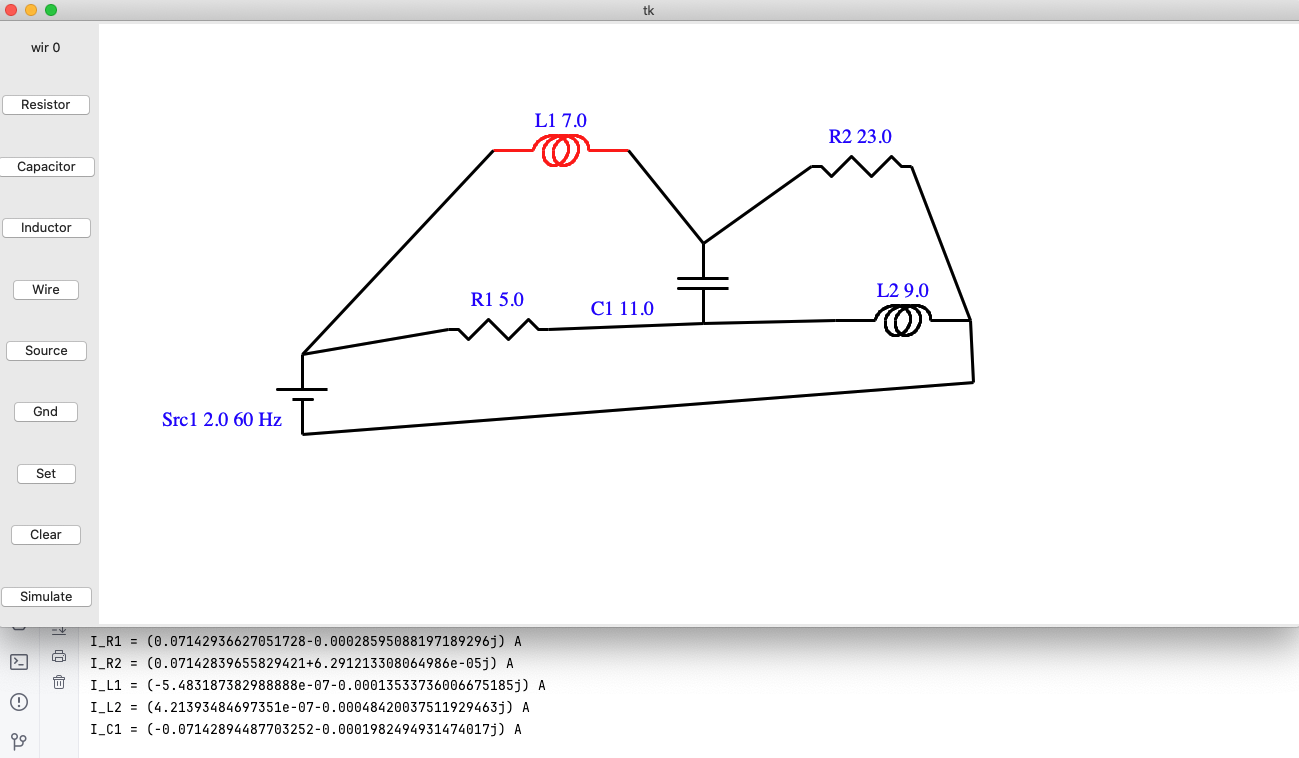 tk
wir 0
Resistor
Capacitor
Inductor
Wire
Source
Gnd
Set
Clear
Simulate
L1 7.0
R2 23.0
R1 5.0
C1 11.0
L2 9.0
Src1 2.0 60 Hz
I_R1 = (0.07142936627051728-0.00028595088197189296j) A
I_R2 = (0.07142839655829421+6.291213308064986e-05j) A
I_L1 = (-5.483187382988888e-07-0.00013533736006675185j) A
I_L2 = (4.21393484697351e-07-0.00048420037511929463j) A
I_C1 = (-0.07142894487703252-0.0001982494931474017j) A